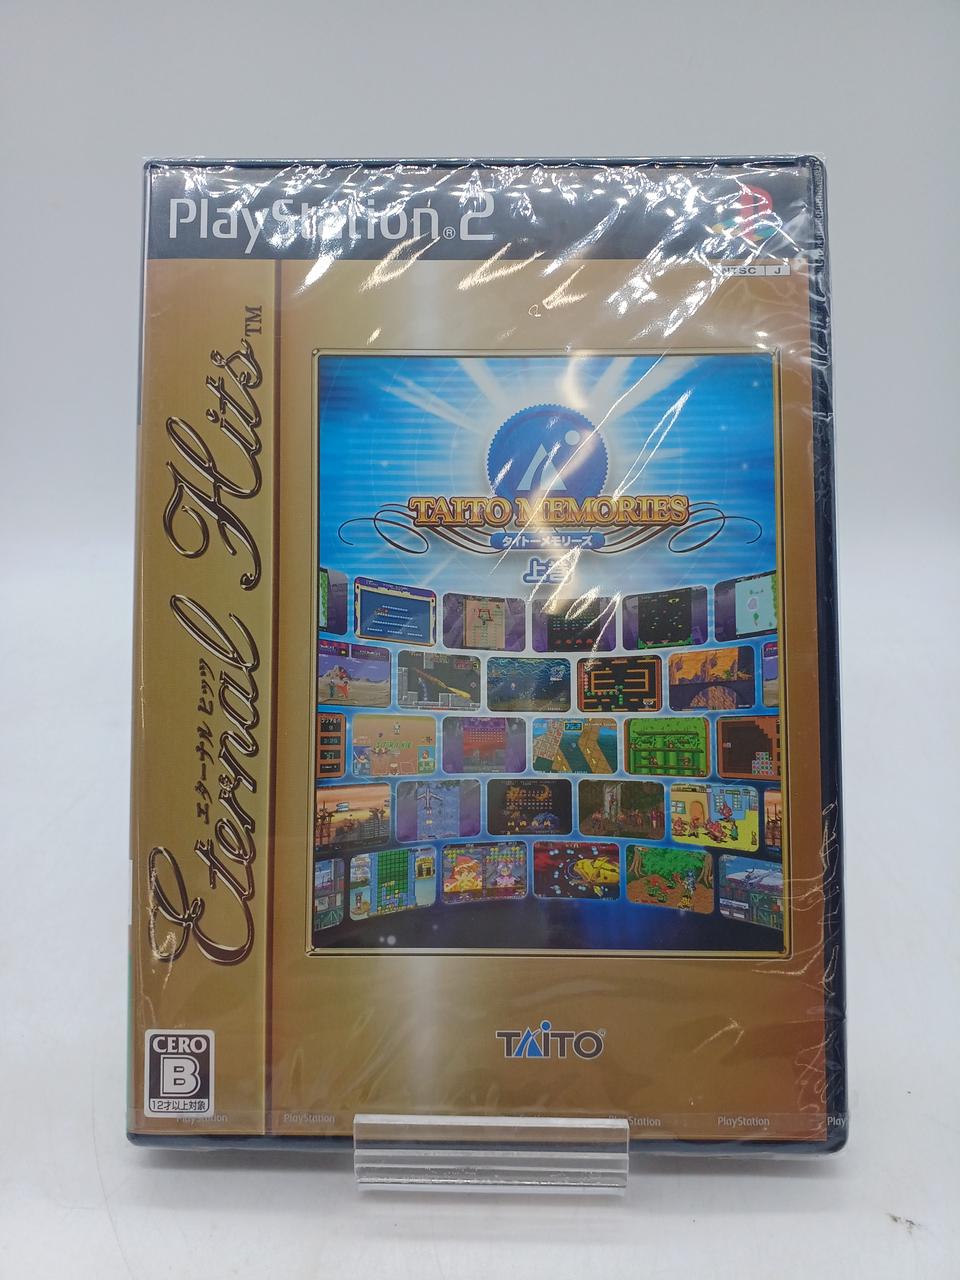 PlayStation®2
NTSC J
Eternal Hits™
エターナル ヒッツ
TAITO MEMORIES
タイトーメモリーズ
上巻
TAITO®
CERO
B
12才以上対象
PlayStation
PlayStation
PlayStation